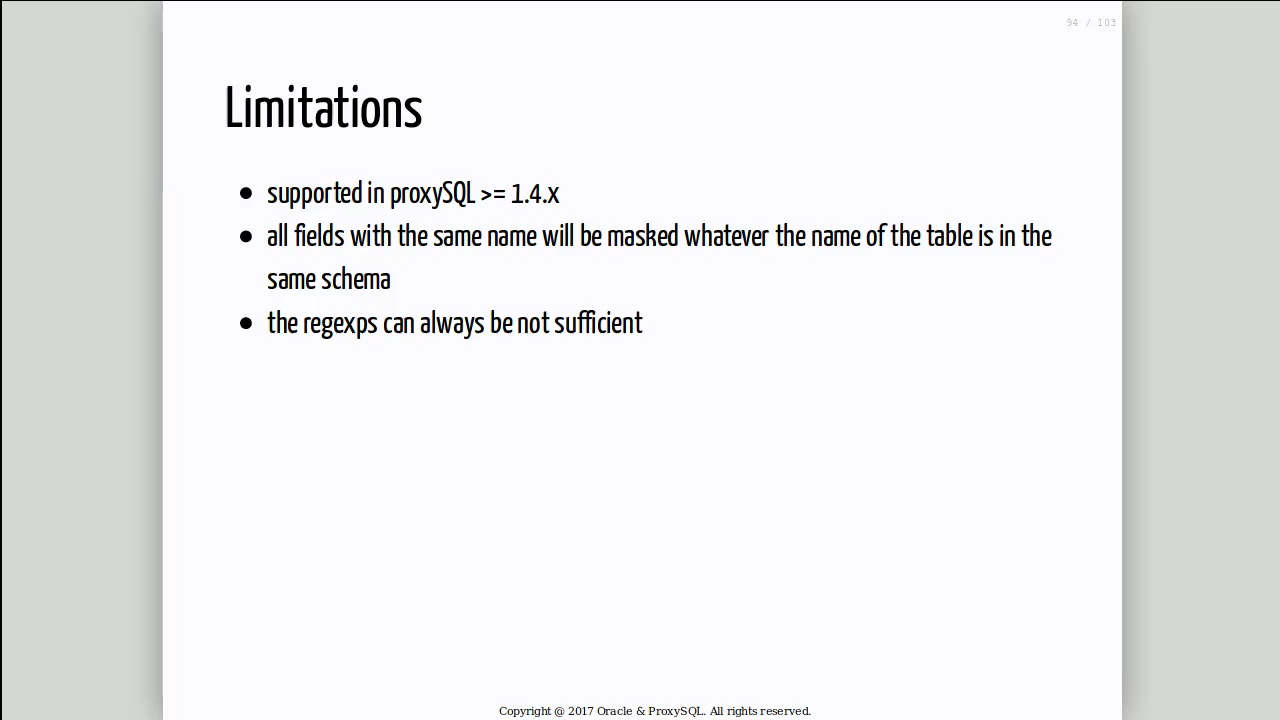 94 / 103
Limitations
● supported in proxySQL >= 1.4.x
● all fields with the same name will be masked whatever the name of the table is in the
same schema
● the regexps can always be not sufficient
Copyright @ 2017 Oracle & ProxySQL. All rights reserved.